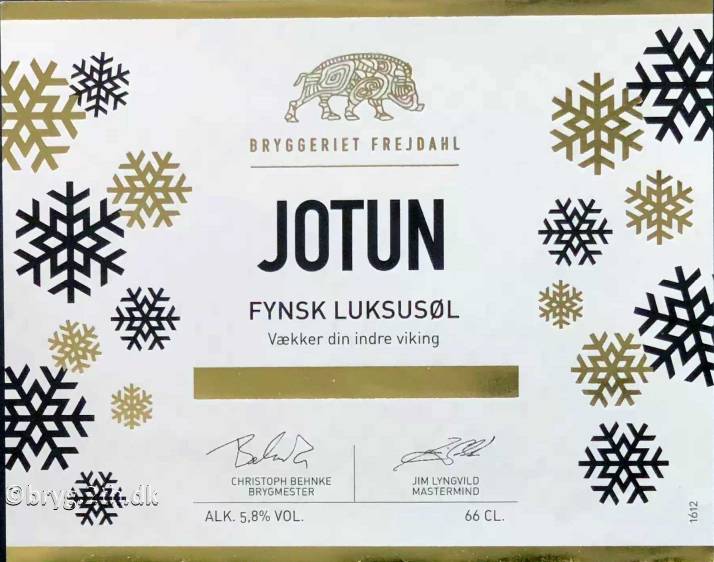 BRYGGERIET FREJDAHL
JOTUN
FYNSK LUKSUSØL
Vækker din indre viking
CHRISTOPH BEHNKE
BRYGMESTER
JIM LYNGVILD
MASTERMIND
ALK. 5,8% VOL.
66 CL.
1612